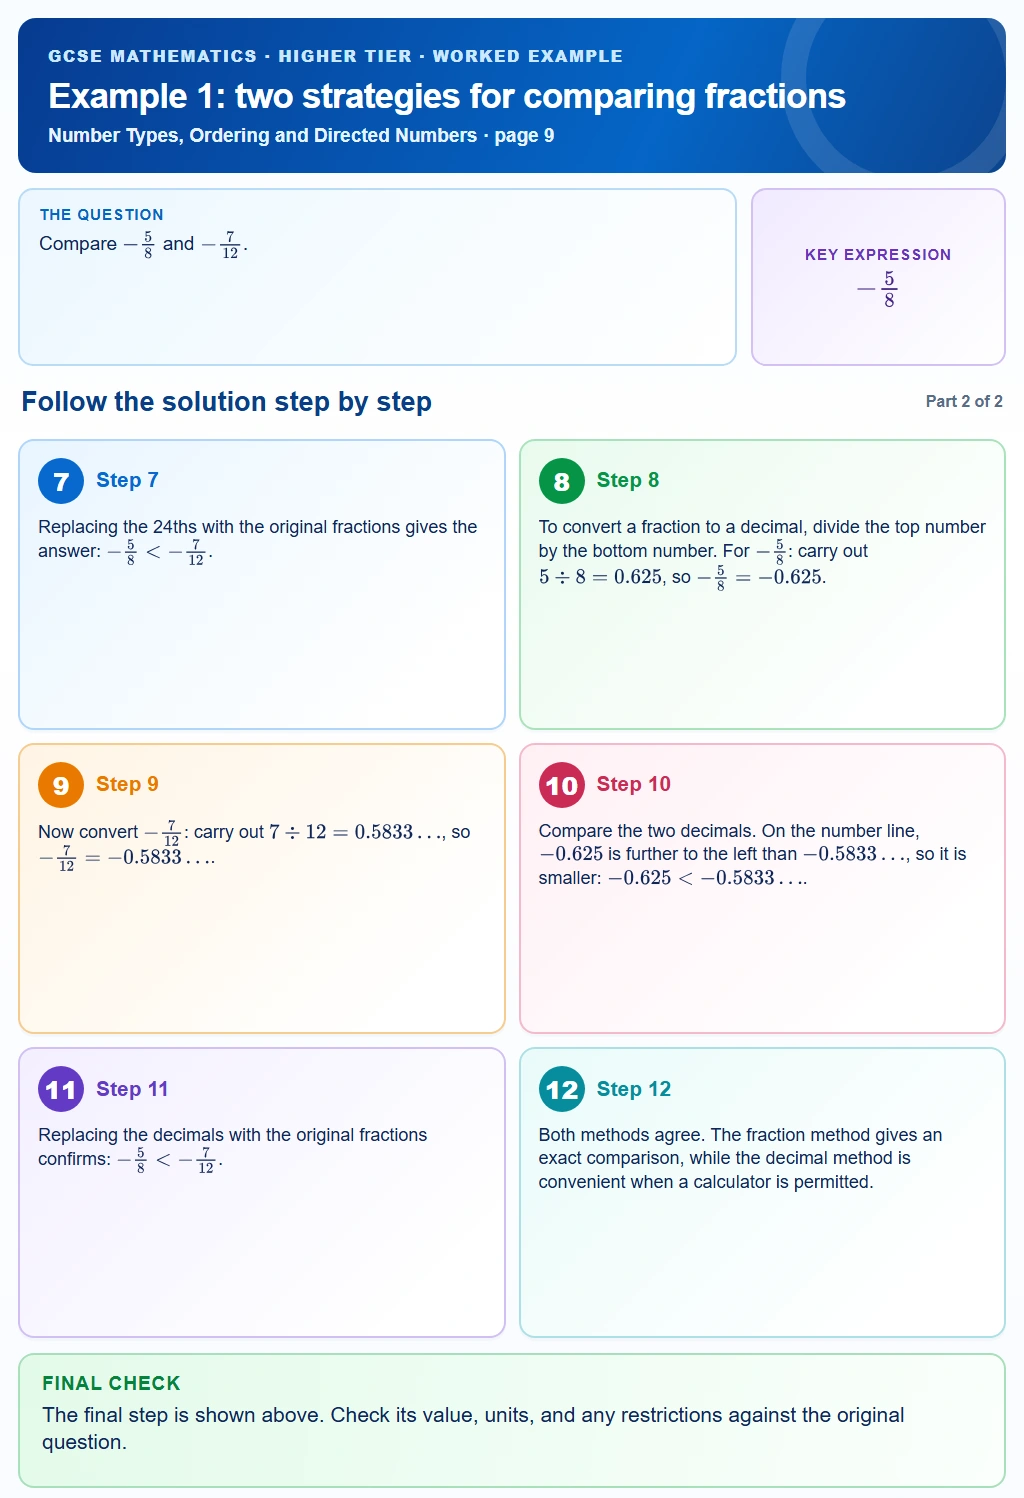 GCSE MATHEMATICS · HIGHER TIER · WORKED EXAMPLE
Example 1: two strategies for comparing fractions
Number Types, Ordering and Directed Numbers · page 9
THE QUESTION
Compare −5/8 and −7/12.
KEY EXPRESSION
−5/8
Follow the solution step by step
Part 2 of 2
7 Step 7
Replacing the 24ths with the original fractions gives the
answer: −5/8 < −7/12.
8 Step 8
To convert a fraction to a decimal, divide the top number
by the bottom number. For −5/8: carry out
5 ÷ 8 = 0.625, so −5/8 = −0.625.
9 Step 9
Now convert −7/12: carry out 7 ÷ 12 = 0.5833..., so
−7/12 = −0.5833....
10 Step 10
Compare the two decimals. On the number line,
−0.625 is further to the left than −0.5833..., so it is
smaller: −0.625 < −0.5833....
11 Step 11
Replacing the decimals with the original fractions
confirms: −5/8 < −7/12.
12 Step 12
Both methods agree. The fraction method gives an
exact comparison, while the decimal method is
convenient when a calculator is permitted.
FINAL CHECK
The final step is shown above. Check its value, units, and any restrictions against the original
question.